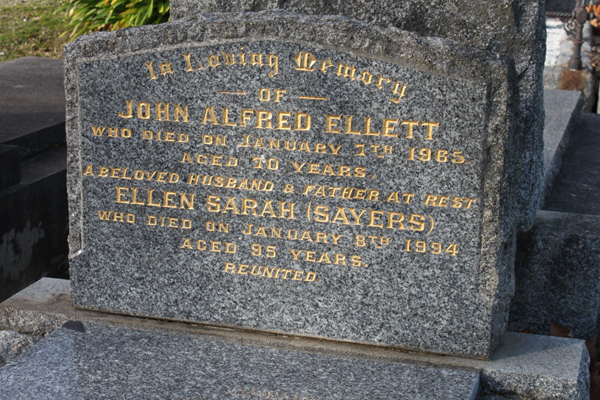 In Loving Memory
— OF —
JOHN ALFRED ELLETT
WHO DIED ON JANUARY 7TH 1965
AGED 70 YEARS.
A BELOVED HUSBAND & FATHER AT REST
ELLEN SARAH (SAYERS)
WHO DIED ON JANUARY 8TH 1994
AGED 95 YEARS.
REUNITED